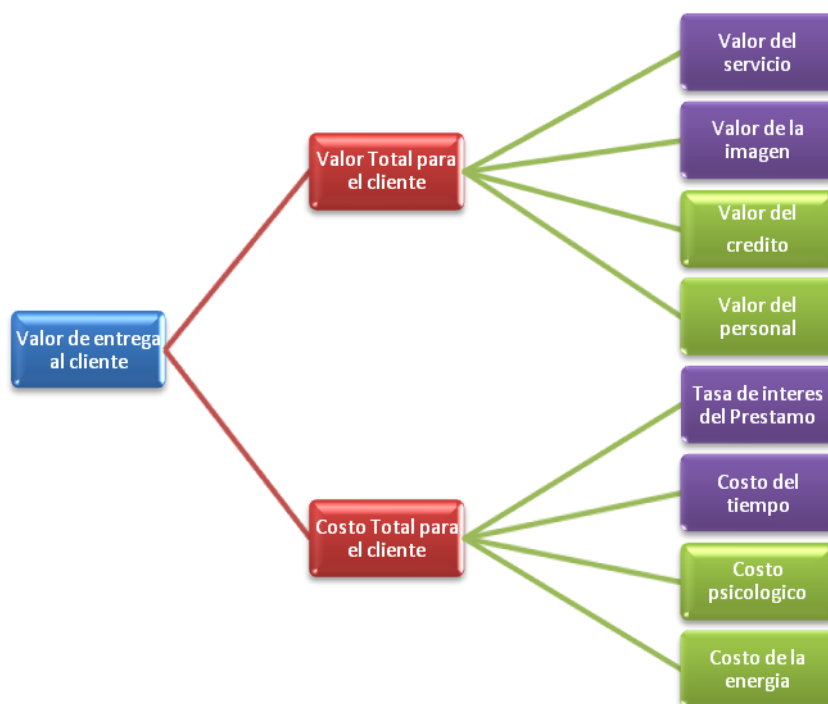 Valor de entrega
al cliente
Valor Total para
el cliente
Costo Total para
el cliente
Valor del
servicio
Valor de la
imagen
Valor del
credito
Valor del
personal
Tasa de interes
del Prestamo
Costo del
tiempo
Costo
psicologico
Costo de la
energia